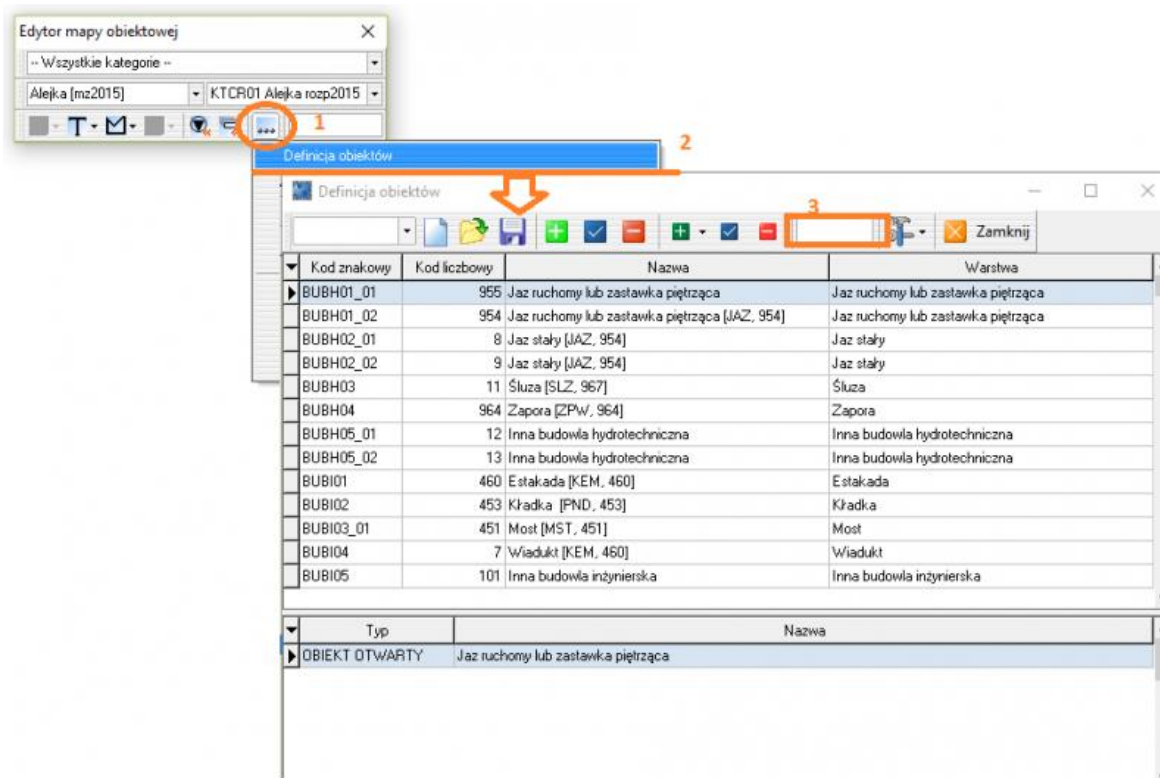 Edytor mapy obiektowej
-- Wszystkie kategorie --
Alejka [mz2015] KTCR01 Alejka rozp2015
T 1
Definicja obiektów 2
Definicja obiektów
3
Zamknij
Kod znakowy Kod liczbowy Nazwa Warstwa
BUBH01_01 955 Jaz ruchomy lub zastawka piętrząca Jaz ruchomy lub zastawka piętrząca
BUBH01_02 954 Jaz ruchomy lub zastawka piętrząca [JAZ, 954] Jaz ruchomy lub zastawka piętrząca
BUBH02_01 8 Jaz stały [JAZ, 954] Jaz stały
BUBH02_02 9 Jaz stały [JAZ, 954] Jaz stały
BUBH03 11 Śluza [SLZ, 967] Śluza
BUBH04 964 Zapora [ZPW, 964] Zapora
BUBH05_01 12 Inna budowla hydrotechniczna Inna budowla hydrotechniczna
BUBH05_02 13 Inna budowla hydrotechniczna Inna budowla hydrotechniczna
BUBI01 460 Estakada [KEM, 460] Estakada
BUBI02 453 Kładka [PND, 453] Kładka
BUBI03_01 451 Most [MST, 451] Most
BUBI04 7 Wiadukt [KEM, 460] Wiadukt
BUBI05 101 Inna budowla inżynierska Inna budowla inżynierska
Typ Nazwa
OBIEKT OTWARTY Jaz ruchomy lub zastawka piętrząca